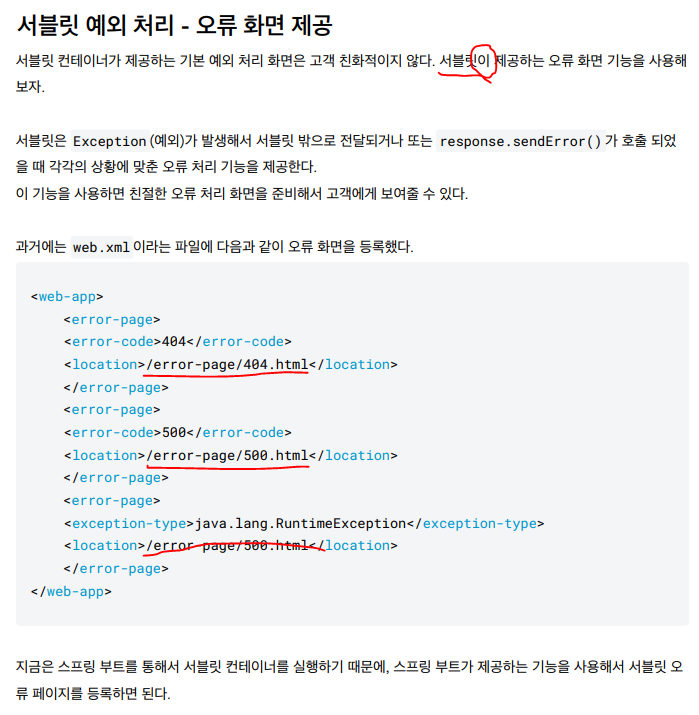 서블릿 예외 처리 - 오류 화면 제공
서블릿 컨테이너가 제공하는 기본 예외 처리 화면은 고객 친화적이지 않다. 서블릿이 제공하는 오류 화면 기능을 사용해
보자.
서블릿은 Exception (예외)가 발생해서 서블릿 밖으로 전달되거나 또는 response.sendError() 가 호출 되었
을 때 각각의 상황에 맞춘 오류 처리 기능을 제공한다.
이 기능을 사용하면 친절한 오류 처리 화면을 준비해서 고객에게 보여줄 수 있다.
과거에는 web.xml 이라는 파일에 다음과 같이 오류 화면을 등록했다.
<web-app>
<error-page>
<error-code>404</error-code>
<location>/error-page/404.html</location>
</error-page>
<error-page>
<error-code>500</error-code>
<location>/error-page/500.html</location>
</error-page>
<error-page>
<exception-type>java.lang.RuntimeException</exception-type>
<location>/error-page/500.html</location>
</error-page>
</web-app>
지금은 스프링 부트를 통해서 서블릿 컨테이너를 실행하기 때문에, 스프링 부트가 제공하는 기능을 사용해서 서블릿 오
류 페이지를 등록하면 된다.